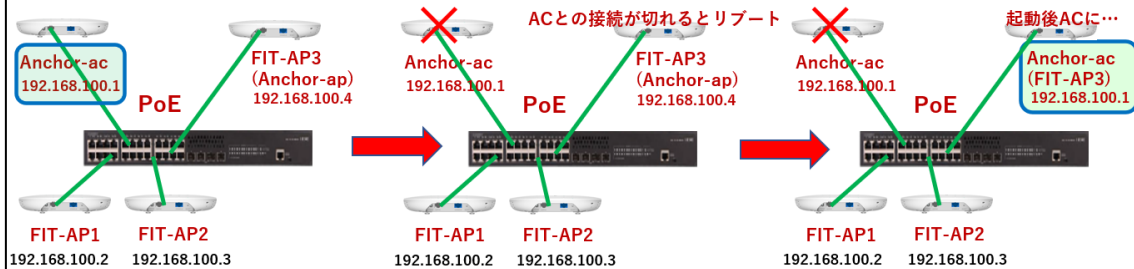 Anchor-ac
192.168.100.1
FIT-AP3
(Anchor-ap)
192.168.100.4
PoE
FIT-AP1
192.168.100.2
FIT-AP2
192.168.100.3
ACとの接続が切れるとリブート
Anchor-ac
192.168.100.1
FIT-AP3
(Anchor-ap)
192.168.100.4
PoE
FIT-AP1
192.168.100.2
FIT-AP2
192.168.100.3
起動後ACに…
Anchor-ac
192.168.100.1
Anchor-ac
(FIT-AP3)
192.168.100.1
PoE
FIT-AP1
192.168.100.2
FIT-AP2
192.168.100.3